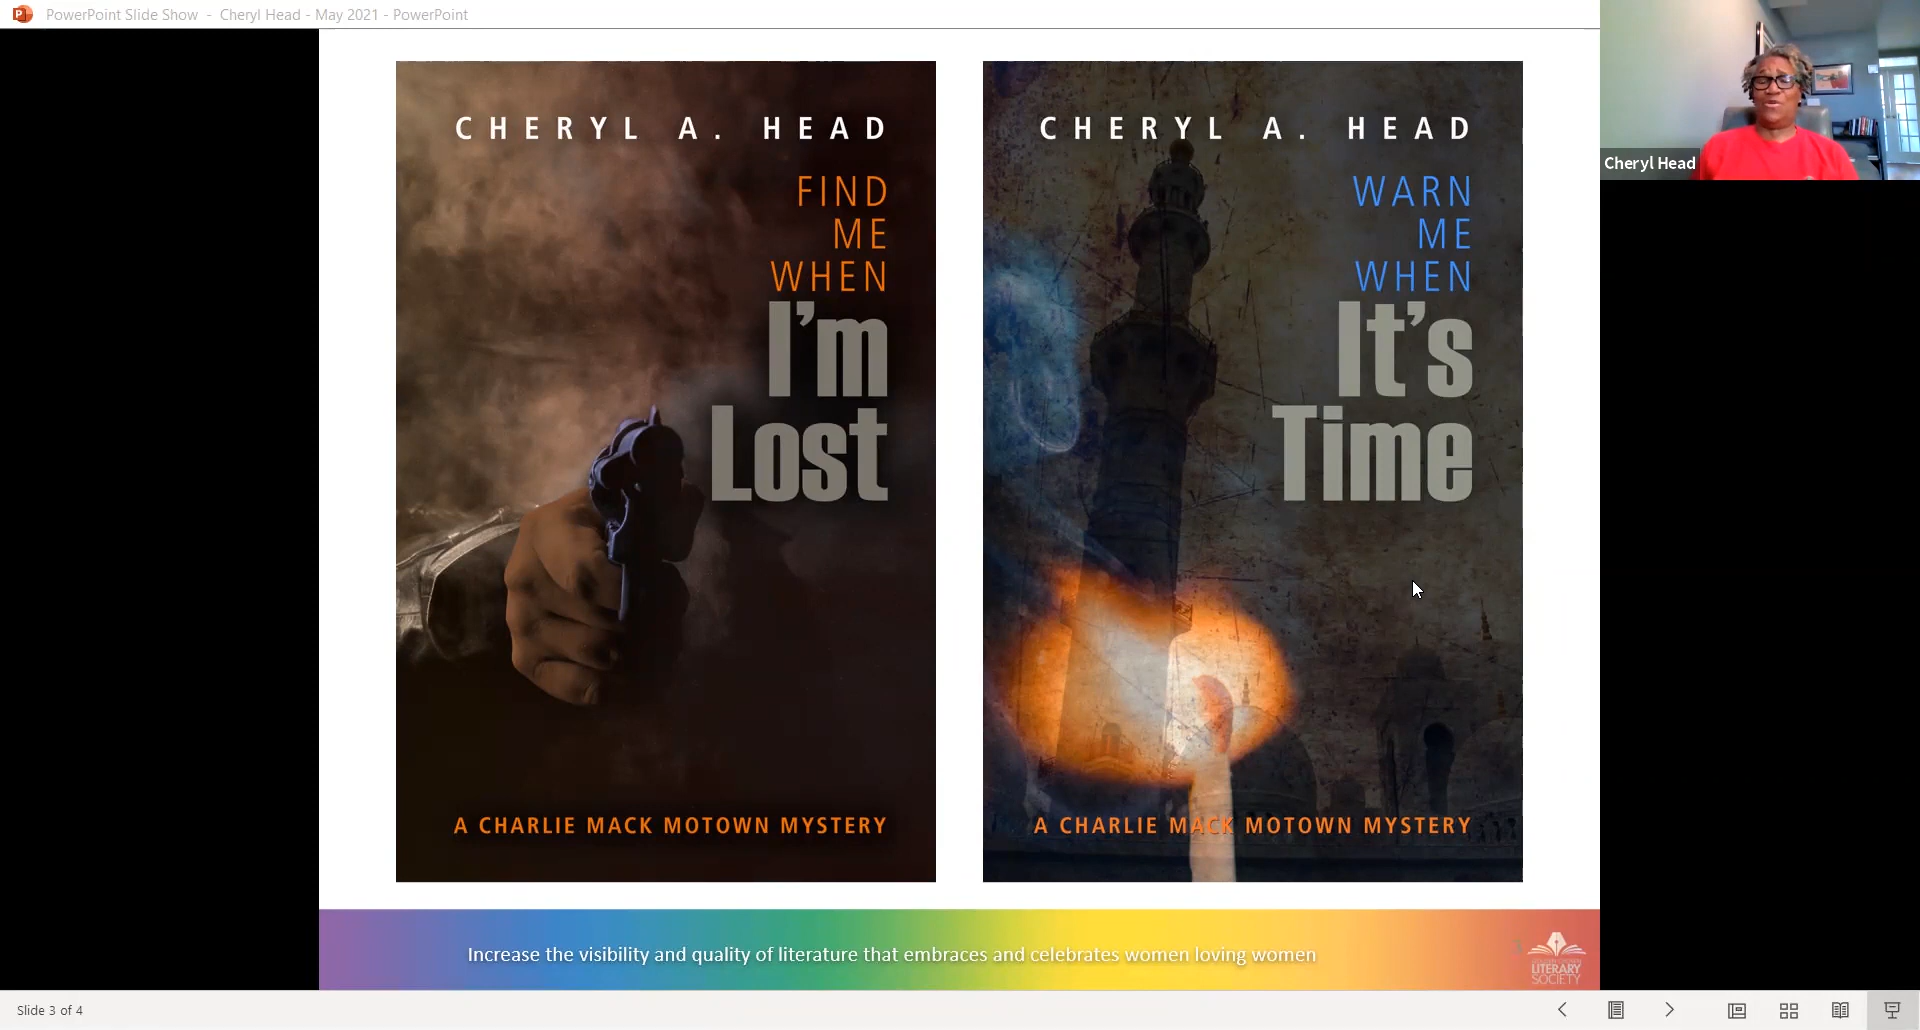 PowerPoint Slide Show - Cheryl Head - May 2021 - PowerPoint
CHERYL A. HEAD
FIND
ME
WHEN
I'm
Lost
A CHARLIE MACK MOTOWN MYSTERY
CHERYL A. HEAD
WARN
ME
WHEN
It's
Time
A CHARLIE MACK MOTOWN MYSTERY
Cheryl Head
Increase the visibility and quality of literature that embraces and celebrates women loving women
LITERARY
SOCIETY
Slide 3 of 4